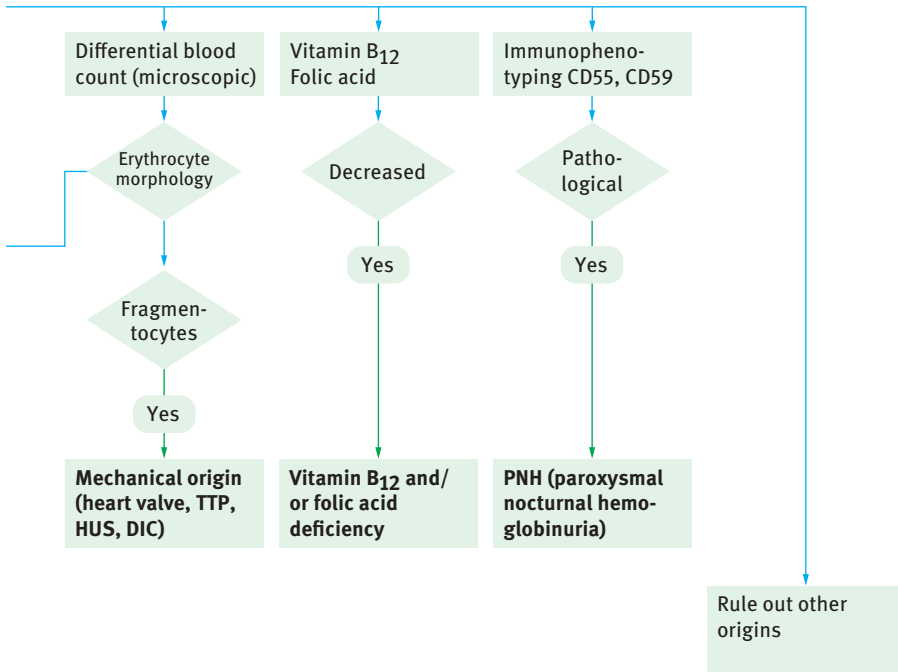 Differential blood
count (microscopic)
Vitamin B12
Folic acid
Immunopheno-
typing CD55, CD59
Erythrocyte
morphology
Decreased
Patho-
logical
Yes
Yes
Fragmen-
tocytes
Yes
Mechanical origin
(heart valve, TTP,
HUS, DIC)
Vitamin B12 and/
or folic acid
deficiency
PNH (paroxysmal
nocturnal hemo-
globinuria)
Rule out other
origins